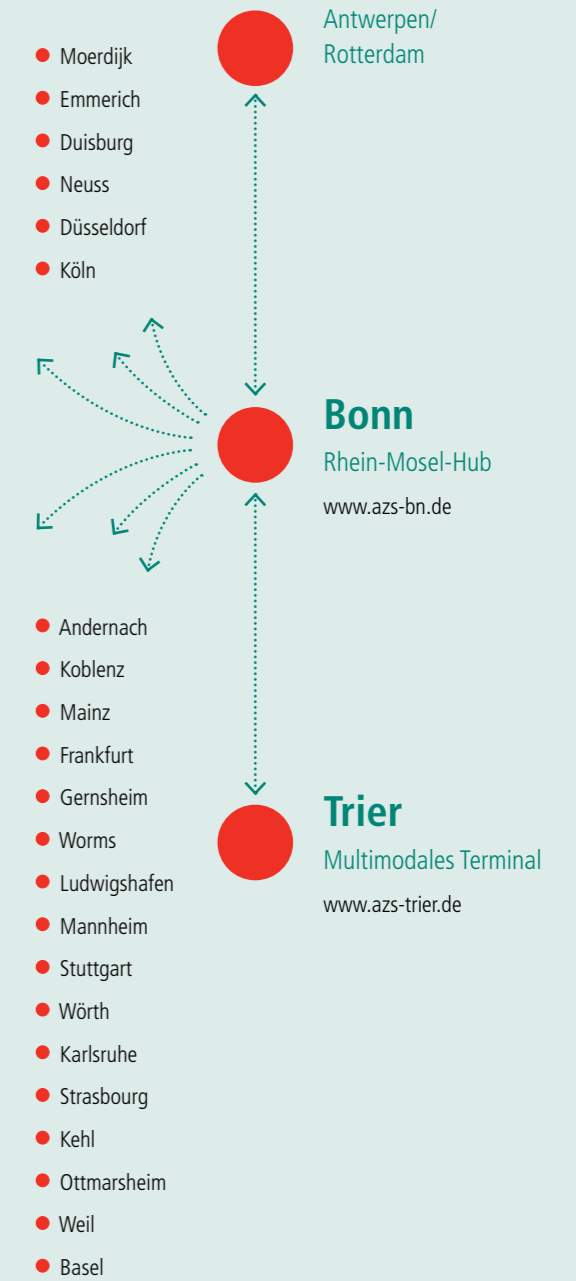 Antwerpen/
Rotterdam
Moerdijk
Emmerich
Duisburg
Neuss
Düsseldorf
Köln
Bonn
Rhein-Mosel-Hub
www.azs-bn.de
Andernach
Koblenz
Mainz
Frankfurt
Gernsheim
Worms
Ludwigshafen
Mannheim
Stuttgart
Wörth
Karlsruhe
Strasbourg
Kehl
Ottmarsheim
Weil
Basel
Trier
Multimodales Terminal
www.azs-trier.de